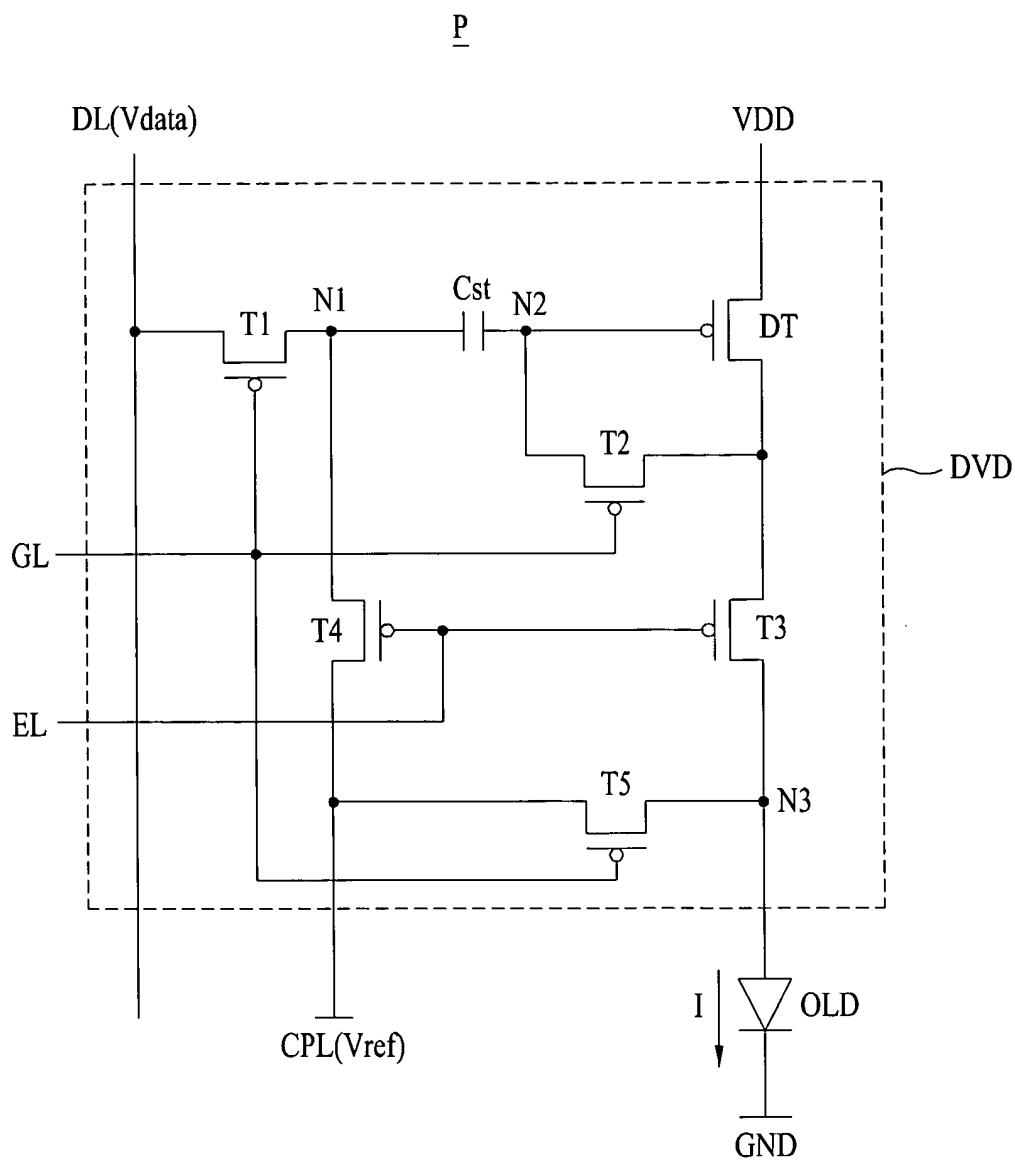 P
DL(Vdata)
VDD
N1
Cst
N2
T1
DT
T2
DVD
GL
T4
T3
EL
T5
N3
I
OLD
CPL(Vref)
GND